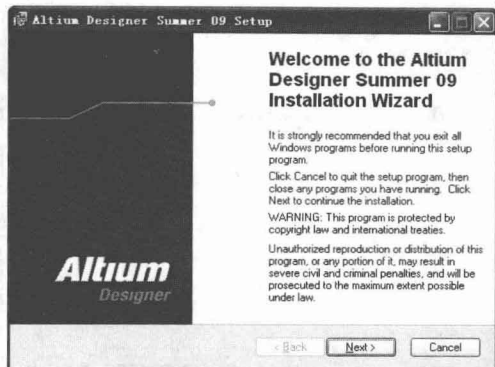 Altium Designer Summer 09 Setup
Welcome to the Altium
Designer Summer 09
Installation Wizard
It is strongly recommended that you exit all
Windows programs before running this setup
program.
Click Cancel to quit the setup program, then
close any programs you have running. Click
Next to continue the installation.
WARNING: This program is protected by
copyright law and international treaties.
Unauthorized reproduction or distribution of this
program, or any portion of it, may result in
severe civil and criminal penalties, and will be
prosecuted to the maximum extent possible
under law.
Altium
Designer
< Back Next > Cancel